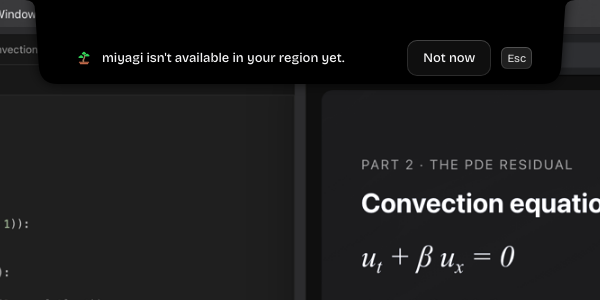 Window
miyagi isn't available in your region yet.
Not now
Esc
nvection
PART 2 · THE PDE RESIDUAL
Convection equatio
1)):
):
u_t + β u_x = 0